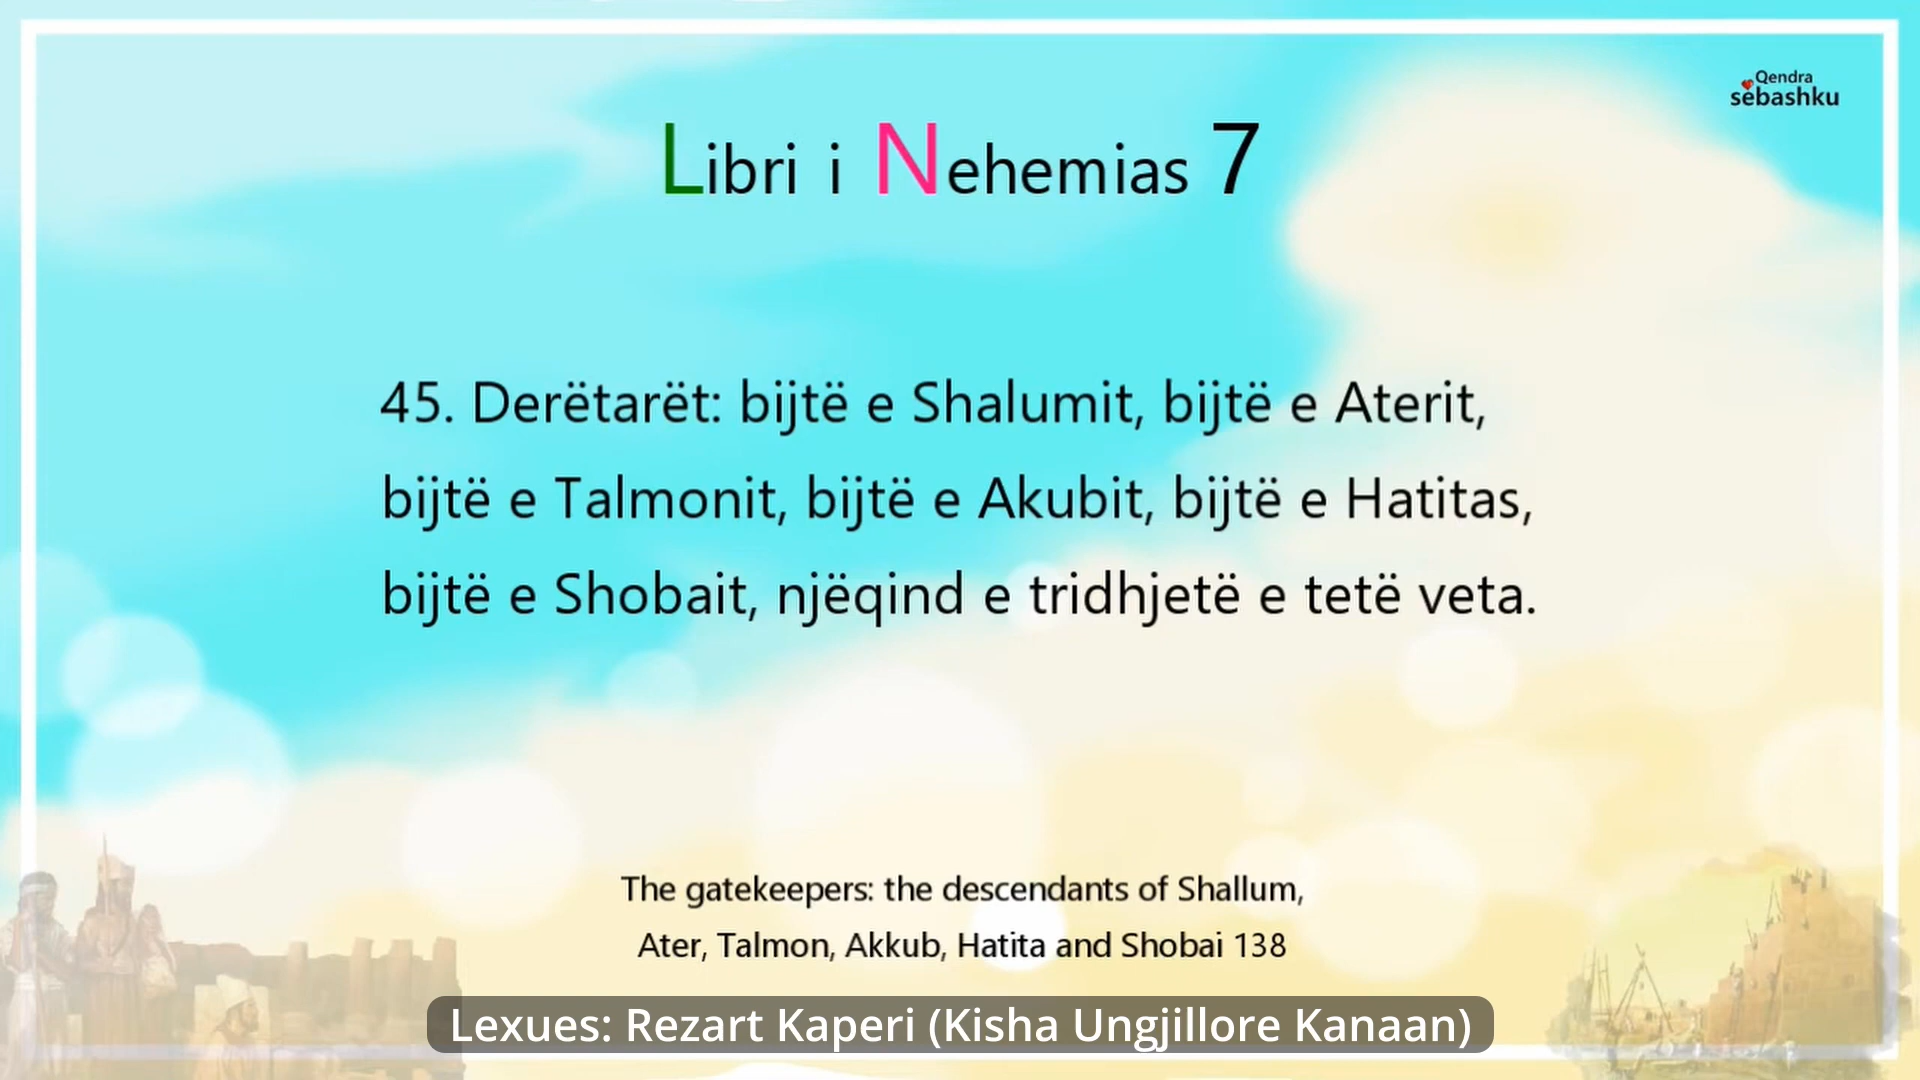 Qendra
sëbashku
Libri i Nehemias 7
45. Derëtarët: bijtë e Shalumit, bijtë e Aterit,
bijtë e Talmonit, bijtë e Akubit, bijtë e Hatitas,
bijtë e Shobait, njëqind e tridhjetë e tetë veta.
The gatekeepers: the descendants of Shallum,
Ater, Talmon, Akkub, Hatita and Shobai 138
Lexues: Rezart Kaperi (Kisha Ungjillore Kanaan)